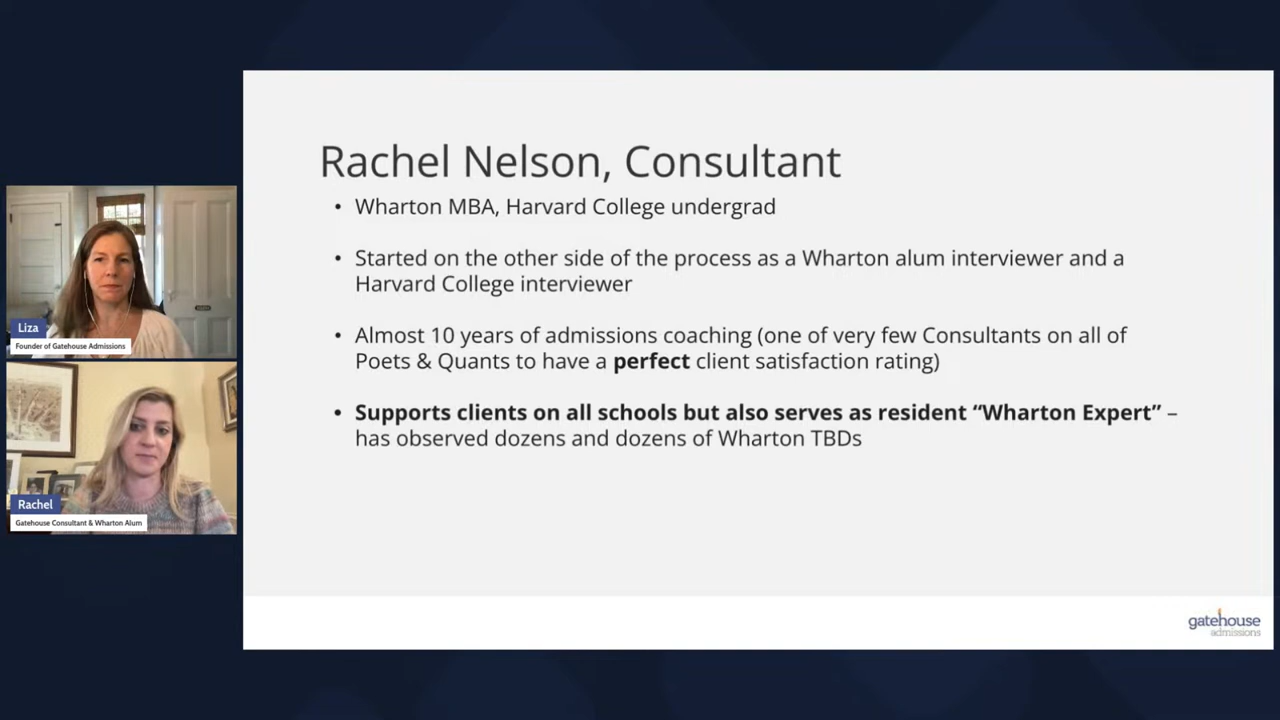 Rachel Nelson, Consultant
• Wharton MBA, Harvard College undergrad
• Started on the other side of the process as a Wharton alum interviewer and a
Harvard College interviewer
• Almost 10 years of admissions coaching (one of very few Consultants on all of
Poets & Quants to have a perfect client satisfaction rating)
• Supports clients on all schools but also serves as resident “Wharton Expert” –
has observed dozens and dozens of Wharton TBDs
Liza
Founder of Gatehouse Admissions
Rachel
Gatehouse Consultant & Wharton Alum
gatehouse
admissions